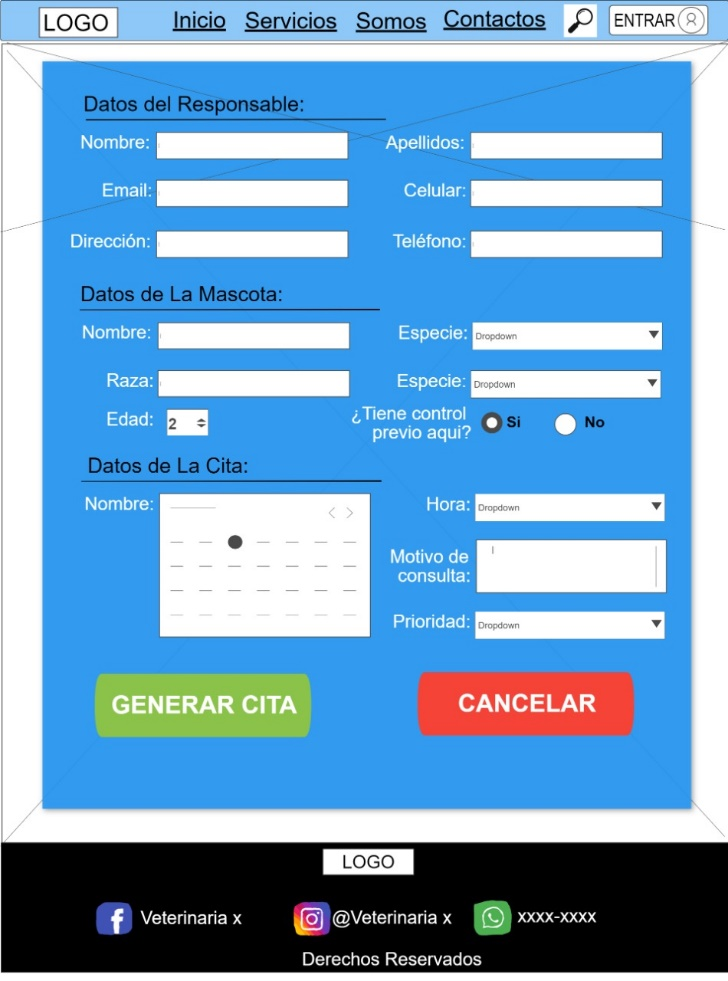 LOGO Inicio Servicios Somos Contactos ENTRAR
Datos del Responsable:
Nombre: Apellidos:
Email: Celular:
Dirección: Teléfono:
Datos de La Mascota:
Nombre: Especie: Dropdown
Raza: Especie: Dropdown
Edad: 2 ¿Tiene control
previo aqui? Si No
Datos de La Cita:
Nombre: Hora: Dropdown
Motivo de
consulta:
Prioridad: Dropdown
GENERAR CITA CANCELAR
LOGO
Veterinaria x @Veterinaria x xxxx-xxxx
Derechos Reservados